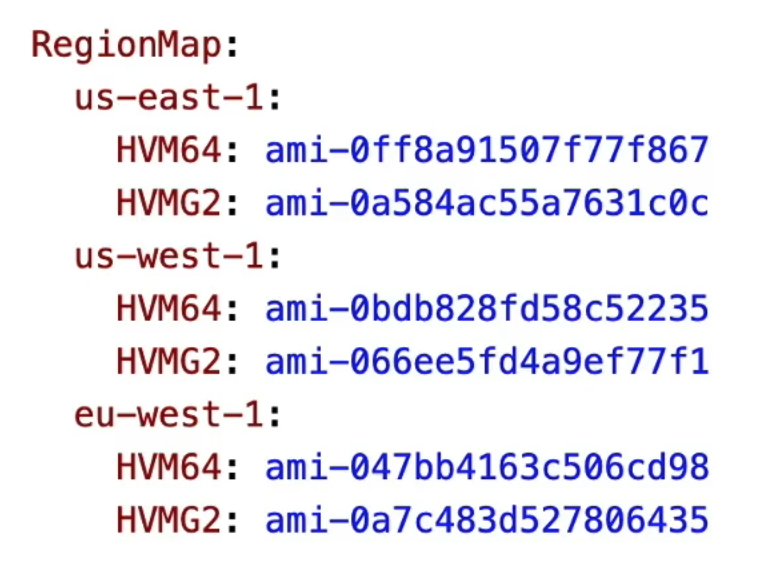 RegionMap:
us-east-1:
HVM64: ami-0ff8a91507f77f867
HVMG2: ami-0a584ac55a7631c0c
us-west-1:
HVM64: ami-0bdb828fd58c52235
HVMG2: ami-066ee5fd4a9ef77f1
eu-west-1:
HVM64: ami-047bb4163c506cd98
HVMG2: ami-0a7c483d527806435